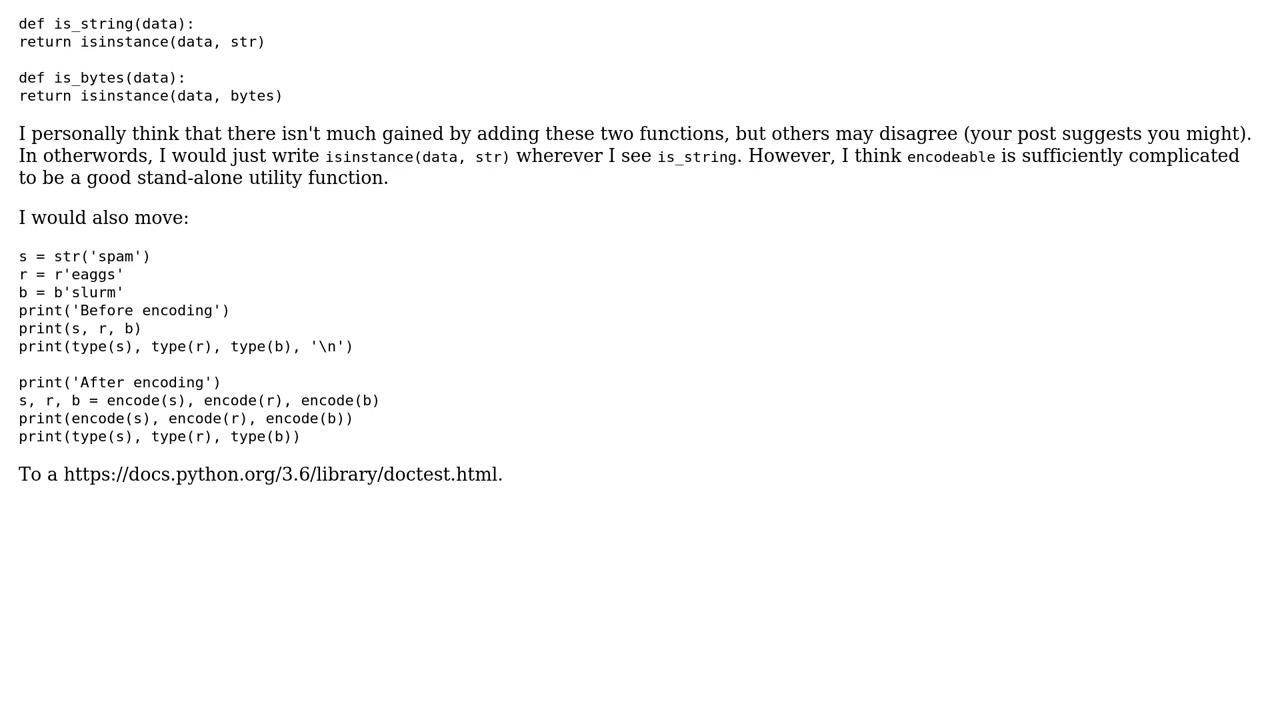 def is_string(data):
return isinstance(data, str)

def is_bytes(data):
return isinstance(data, bytes)

I personally think that there isn't much gained by adding these two functions, but others may disagree (your post suggests you might).
In otherwords, I would just write isinstance(data, str) wherever I see is_string. However, I think encodeable is sufficiently complicated
to be a good stand-alone utility function.

I would also move:

s = str('spam')
r = r'eaggs'
b = b'slurm'
print('Before encoding')
print(s, r, b)
print(type(s), type(r), type(b), '\n')

print('After encoding')
s, r, b = encode(s), encode(r), encode(b)
print(encode(s), encode(r), encode(b))
print(type(s), type(r), type(b))

To a https://docs.python.org/3.6/library/doctest.html.